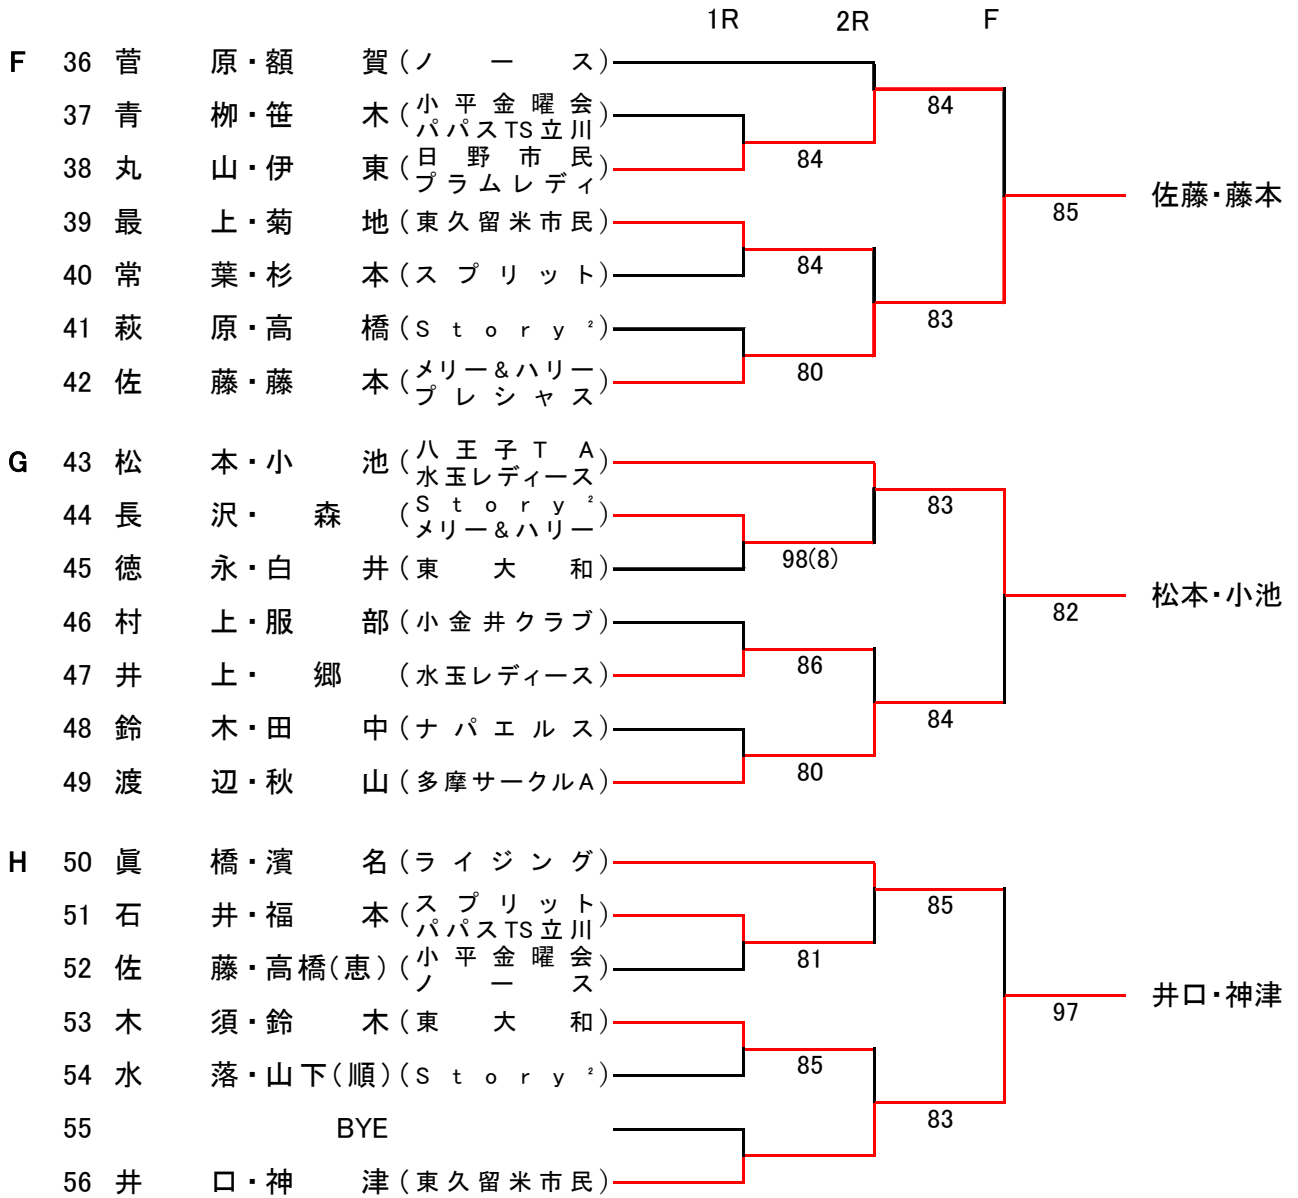 1R 2R F
F 36 菅原・額賀(ノース)
37 青栁・笹木(小平金曜会 パパスTS立川)
84
84
38 丸山・伊東(日野市民 プラムレディ)
佐藤・藤本
85
39 最上・菊地(東久留米市民)
84
40 常葉・杉本(スプリット)
83
41 萩原・高橋(Story²)
80
42 佐藤・藤本(メリー&ハリー プレシャス)
G 43 松本・小池(八王子TA 水玉レディース)
83
44 長沢・森(Story² メリー&ハリー)
98(8)
45 徳永・白井(東大和)
松本・小池
82
46 村上・服部(小金井クラブ)
86
47 井上・郷(水玉レディース)
84
48 鈴木・田中(ナパエルス)
80
49 渡辺・秋山(多摩サークルA)
H 50 眞橋・濱名(ライジング)
85
51 石井・福本(スプリット パパスTS立川)
81
52 佐藤・高橋(恵)(小平金曜会 ノース)
井口・神津
97
53 木須・鈴木(東大和)
85
54 水落・山下(順)(Story²)
83
55 BYE
56 井口・神津(東久留米市民)